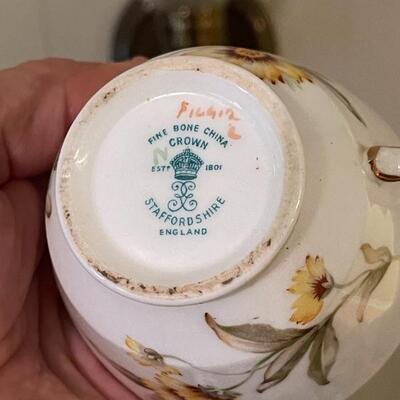 FINE BONE CHINA
CROWN
ESTD 1801
STAFFORDSHIRE
ENGLAND
N